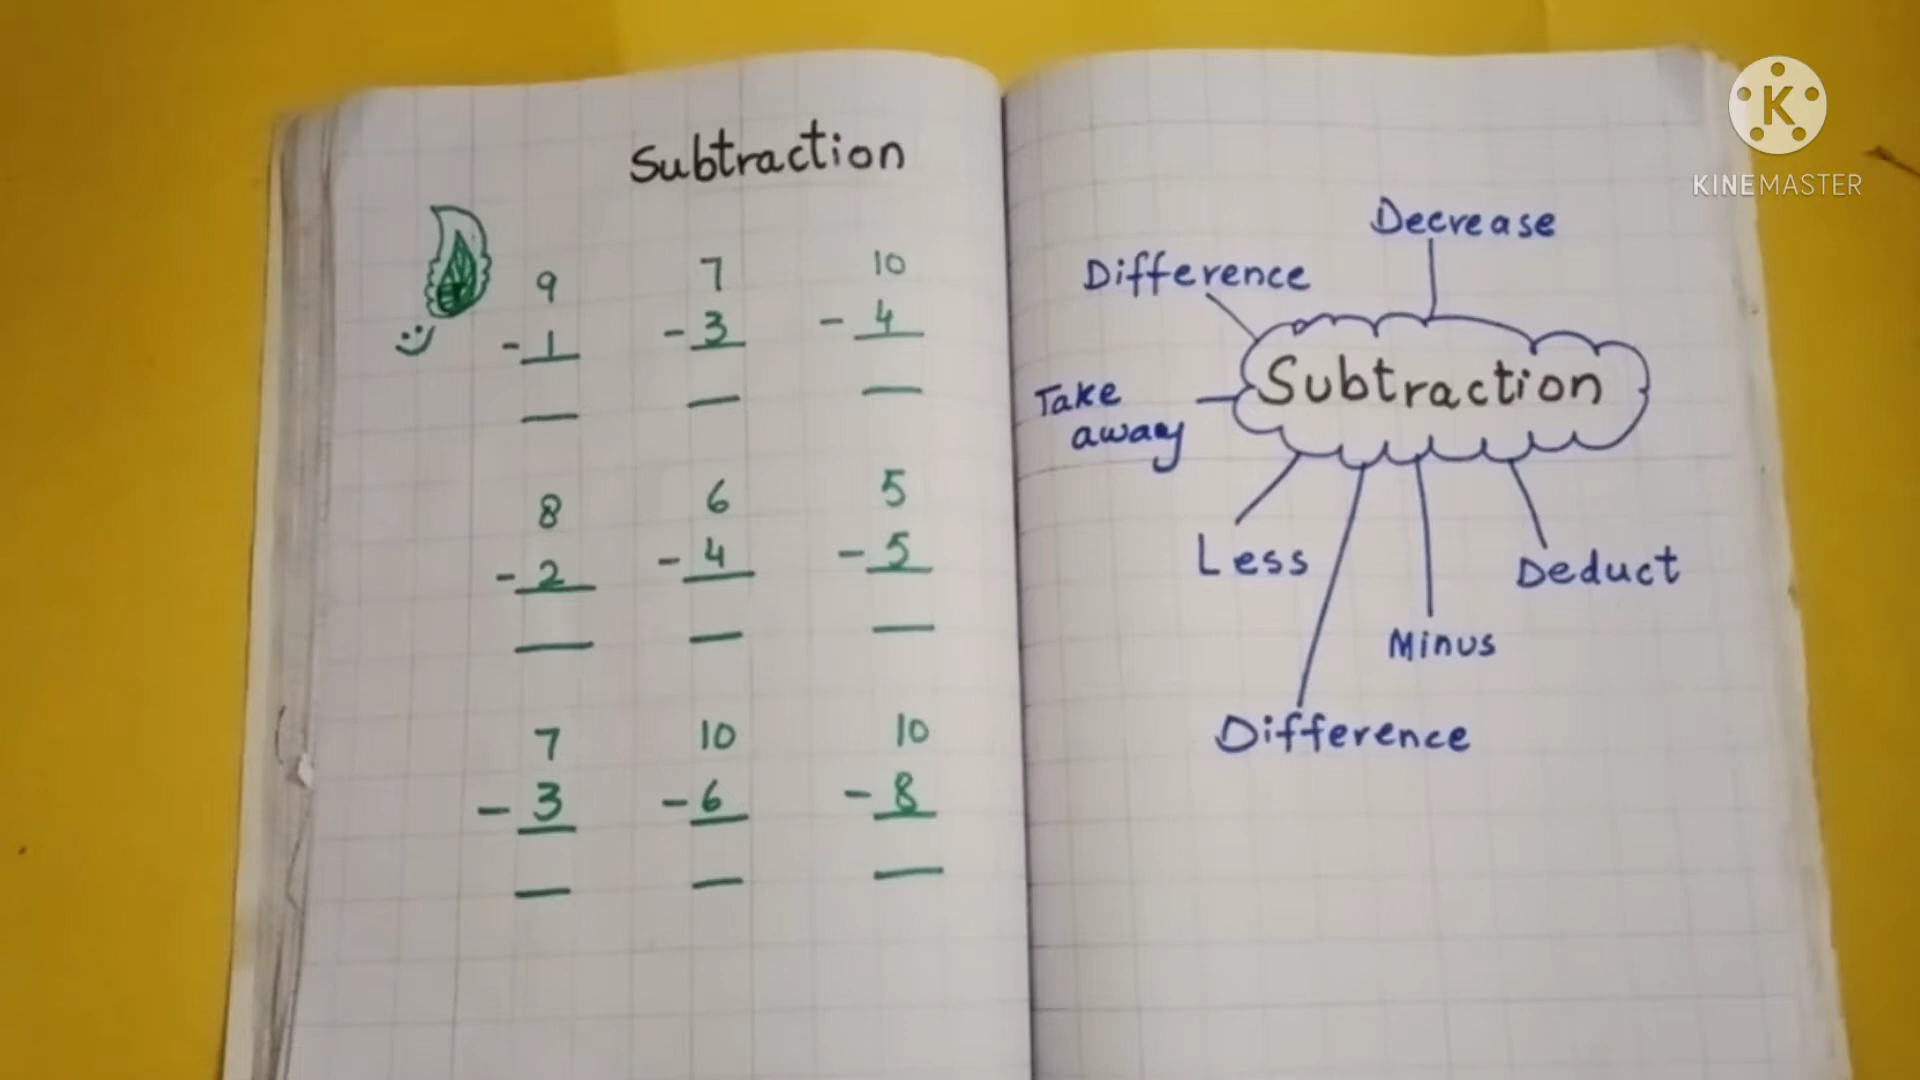 Subtraction
9 7 10
- 1 - 3 - 4
8 6 5
- 2 - 4 - 5
7 10 10
- 3 - 6 - 8
Decrease
Difference
Subtraction
Take
away
Less
Deduct
Minus
Difference
K
KINEMASTER